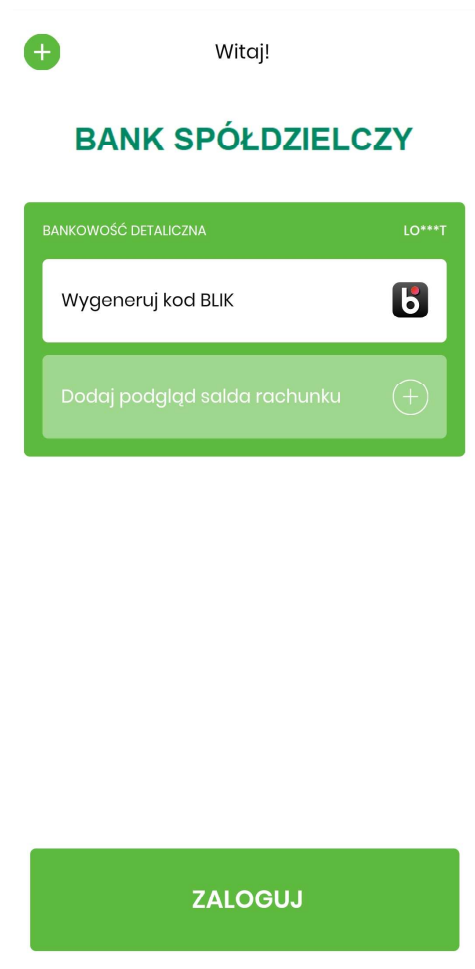 Witaj!
BANK SPÓŁDZIELCZY
BANKOWOŚĆ DETALICZNA LO***T
Wygeneruj kod BLIK
Dodaj podgląd salda rachunku
ZALOGUJ